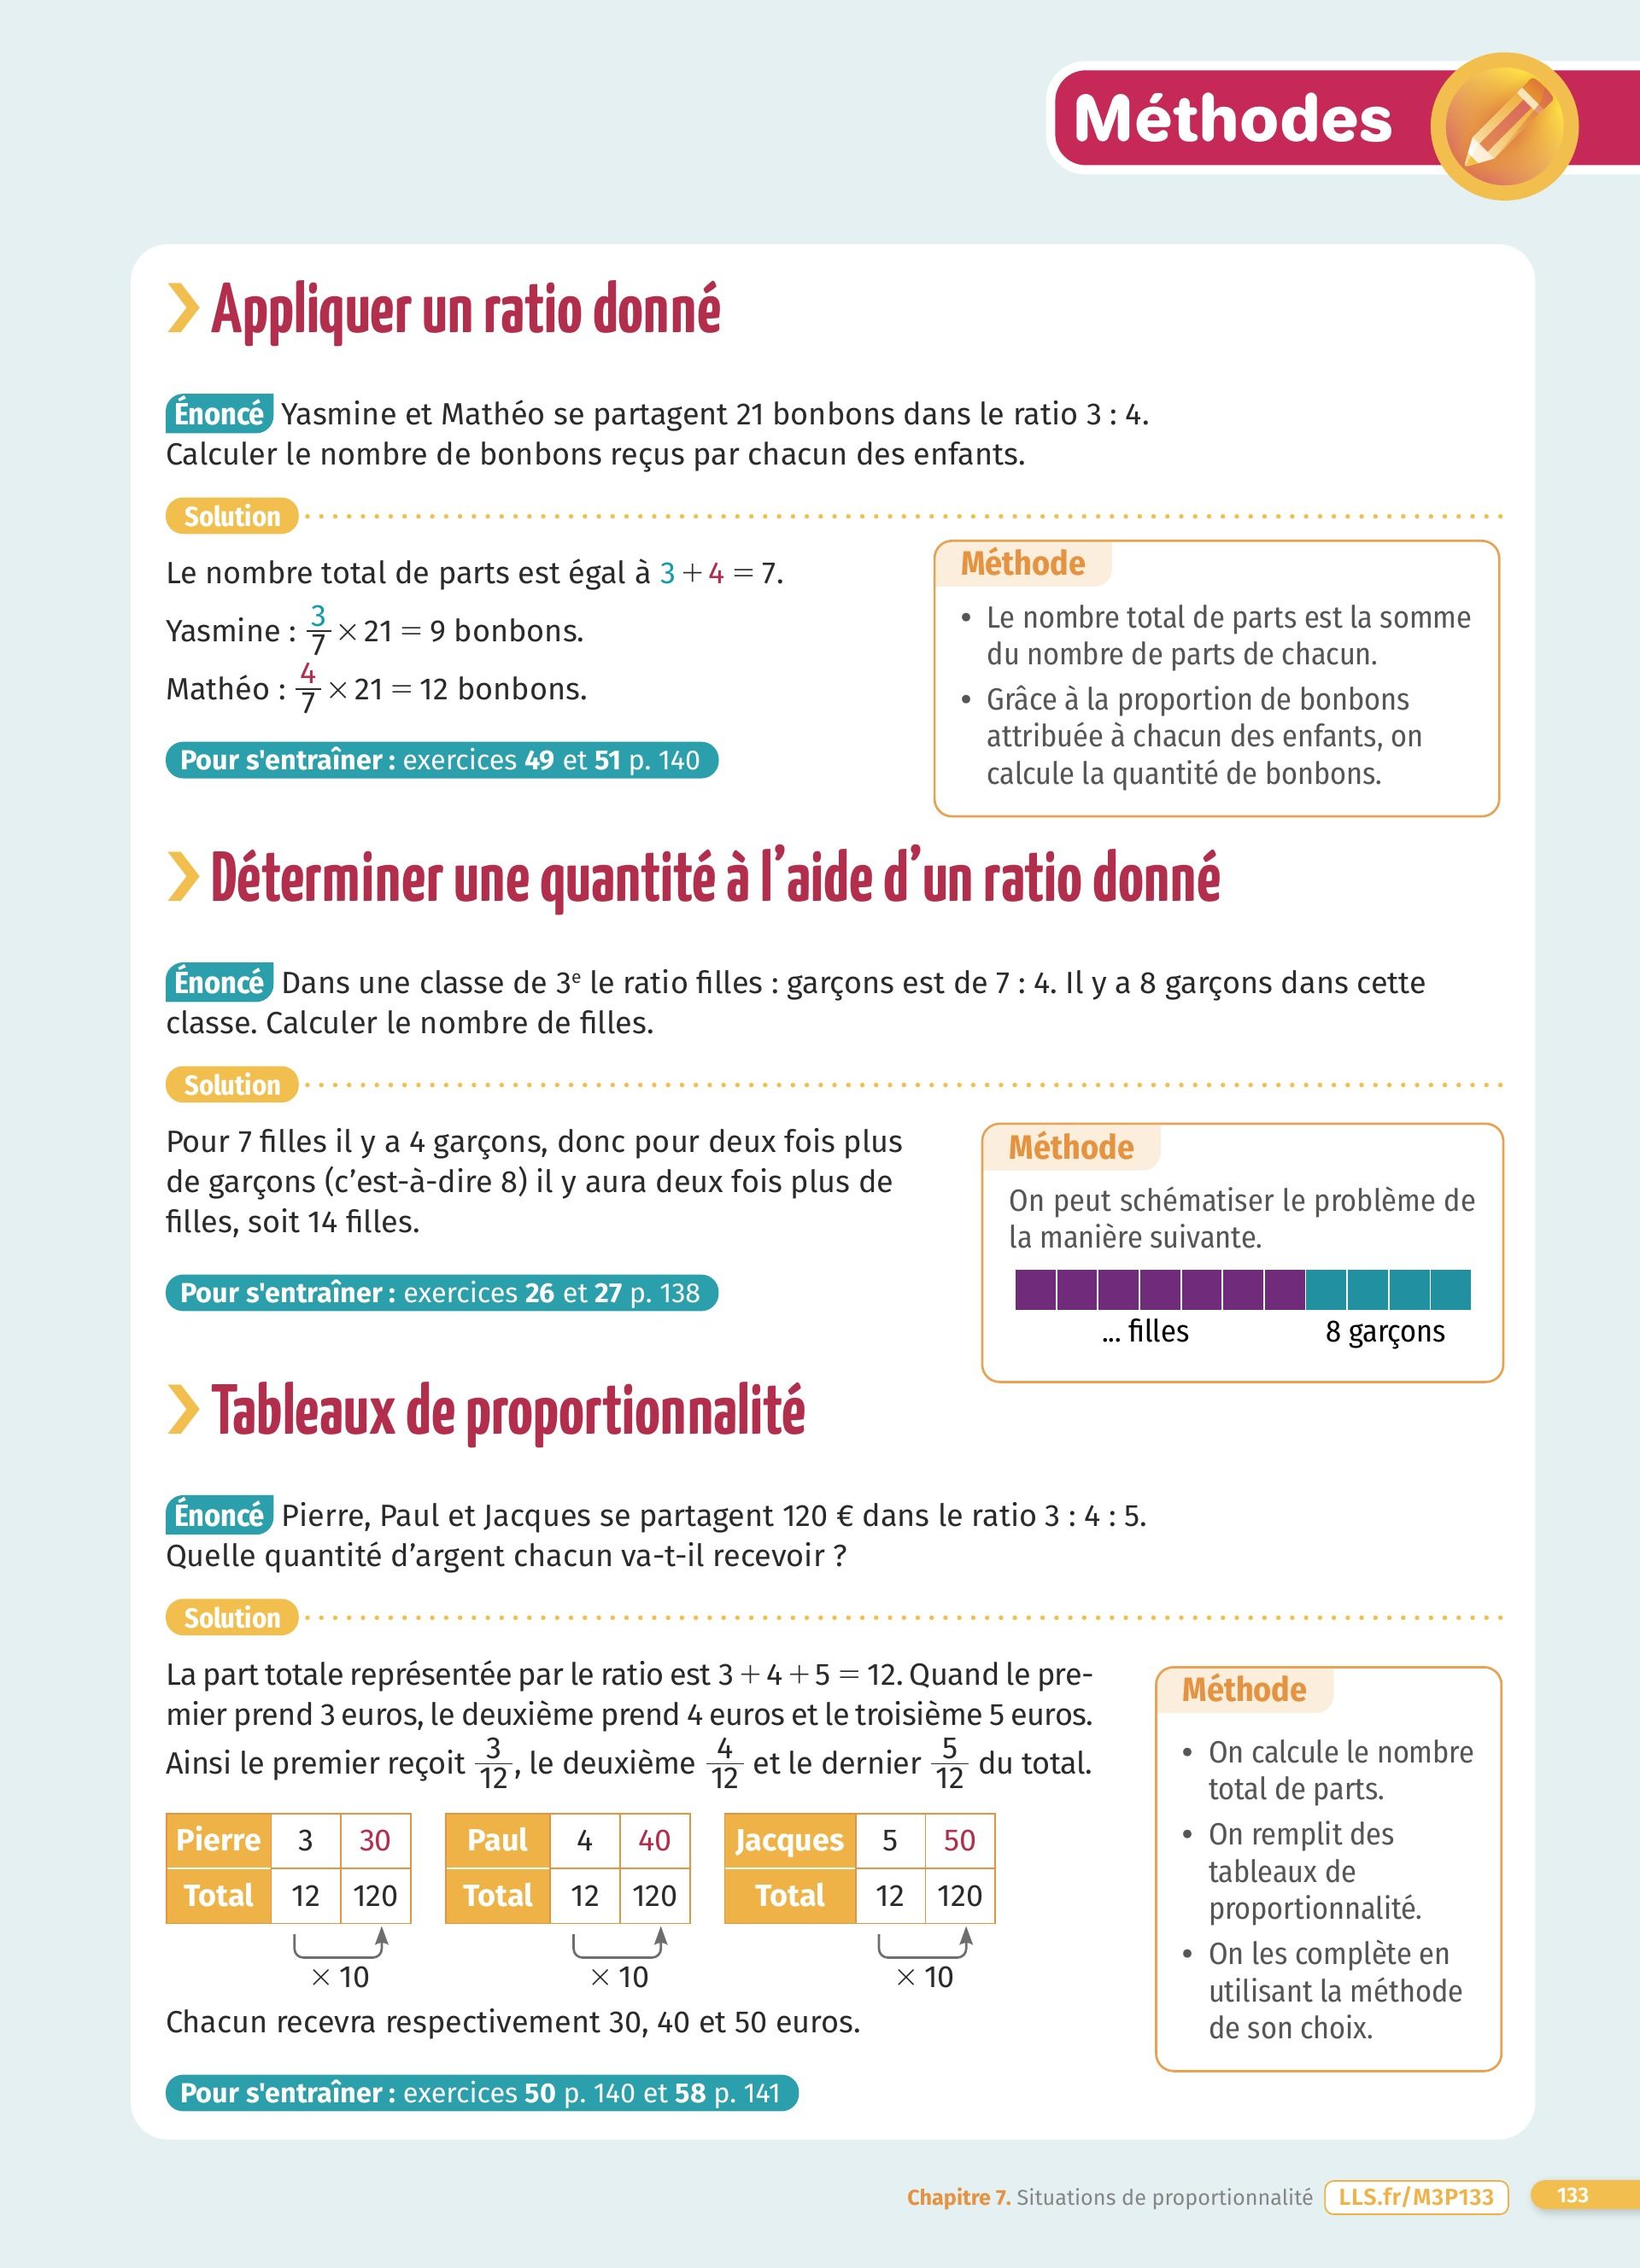 Méthodes
Appliquer un ratio donné
Énoncé Yasmine et Mathéo se partagent 21 bonbons dans le ratio 3 : 4.
Calculer le nombre de bonbons reçus par chacun des enfants.
Solution
Le nombre total de parts est égal à 3 + 4 = 7.
Yasmine : 3/7 × 21 = 9 bonbons.
Mathéo : 4/7 × 21 = 12 bonbons.
Pour s'entraîner : exercices 49 et 51 p. 140
Méthode
• Le nombre total de parts est la somme
du nombre de parts de chacun.
• Grâce à la proportion de bonbons
attribuée à chacun des enfants, on
calcule la quantité de bonbons.
Déterminer une quantité à l’aide d’un ratio donné
Énoncé Dans une classe de 3e le ratio filles : garçons est de 7 : 4. Il y a 8 garçons dans cette
classe. Calculer le nombre de filles.
Solution
Pour 7 filles il y a 4 garçons, donc pour deux fois plus
de garçons (c’est-à-dire 8) il y aura deux fois plus de
filles, soit 14 filles.
Pour s'entraîner : exercices 26 et 27 p. 138
Méthode
On peut schématiser le problème de
la manière suivante.
... filles 8 garçons
Tableaux de proportionnalité
Énoncé Pierre, Paul et Jacques se partagent 120 € dans le ratio 3 : 4 : 5.
Quelle quantité d’argent chacun va-t-il recevoir ?
Solution
La part totale représentée par le ratio est 3 + 4 + 5 = 12. Quand le pre-
mier prend 3 euros, le deuxième prend 4 euros et le troisième 5 euros.
Ainsi le premier reçoit 3/12, le deuxième 4/12 et le dernier 5/12 du total.
Pierre 3 30
Total 12 120
× 10
Paul 4 40
Total 12 120
× 10
Jacques 5 50
Total 12 120
× 10
Chacun recevra respectivement 30, 40 et 50 euros.
Pour s'entraîner : exercices 50 p. 140 et 58 p. 141
Méthode
• On calcule le nombre
total de parts.
• On remplit des
tableaux de
proportionnalité.
• On les complète en
utilisant la méthode
de son choix.
Chapitre 7. Situations de proportionnalité LLS.fr/M3P133 133